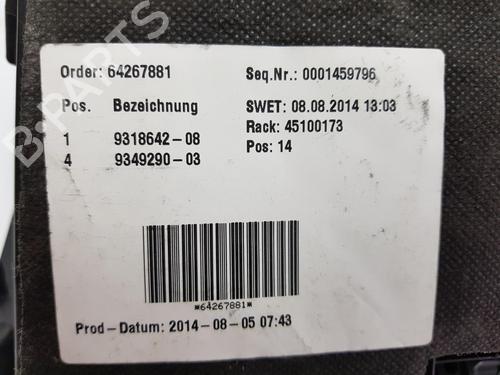 B-PARTS
Order: 64267881 Seq.Nr.: 0001459796
Pos. Bezeichnung SWET: 08.08.2014 13:03
Rack: 45100173
1 9318642-08
Pos: 14
4 9349290-03
*64267881*
Prod-Datum: 2014-08-05 07:43